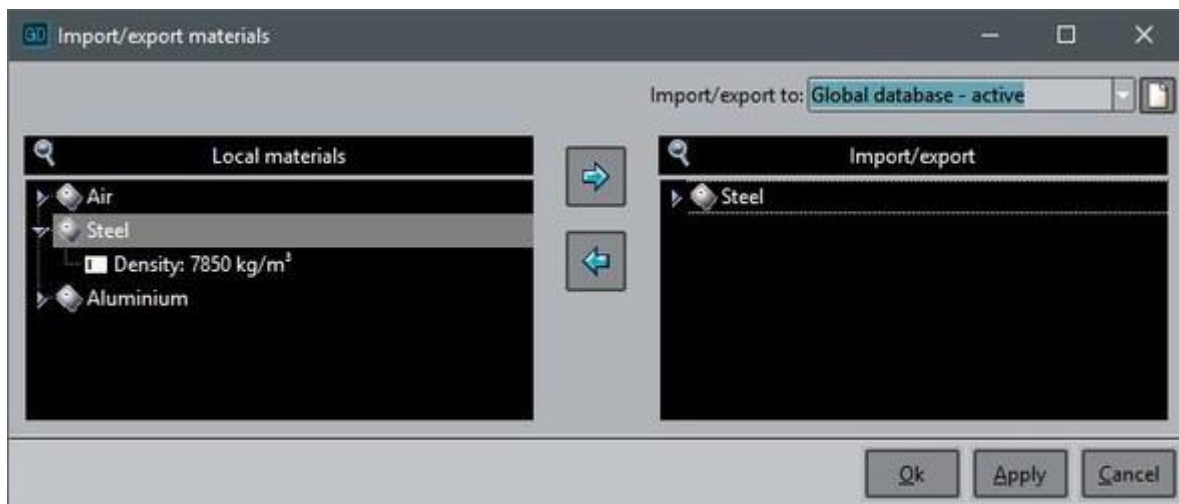 GiD Import/export materials
Import/export to: Global database - active
Local materials
Air
Steel
Density: 7850 kg/m³
Aluminium
Import/export
Steel
Ok Apply Cancel